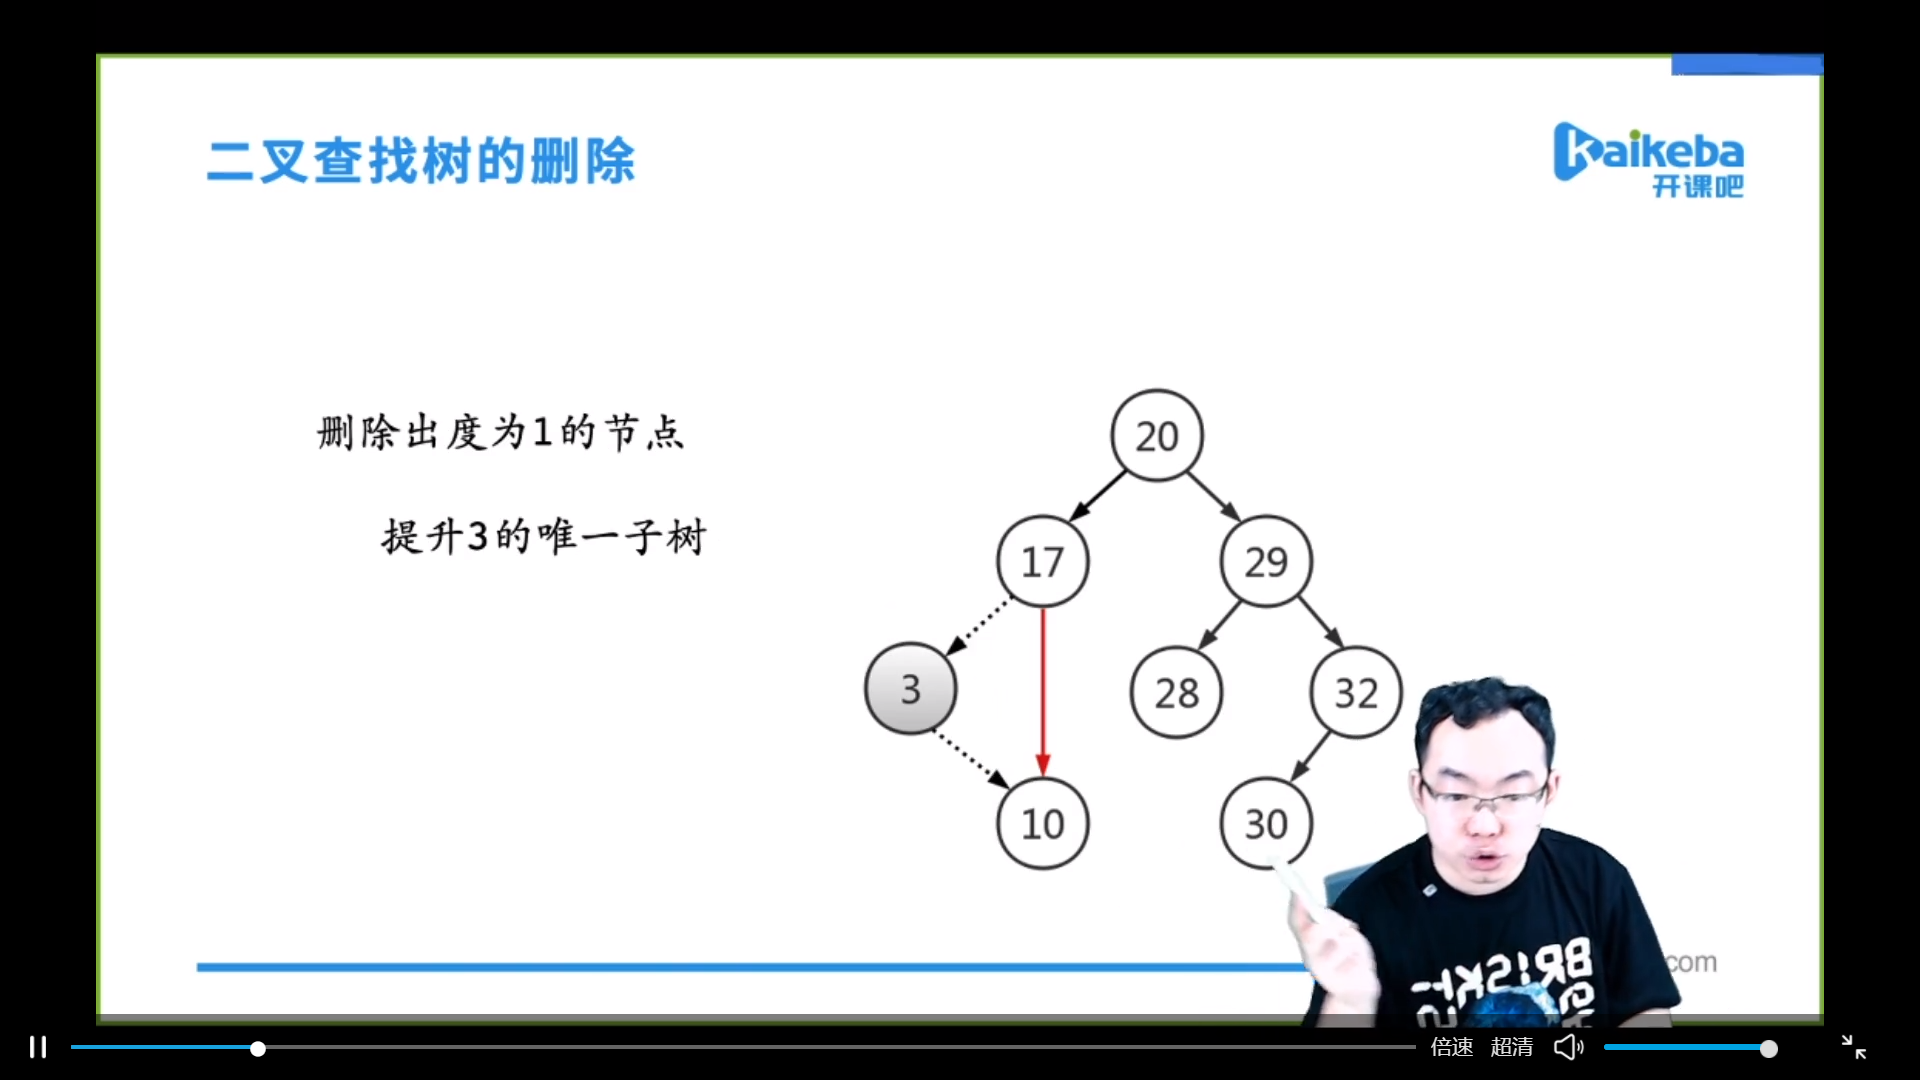 二叉查找树的删除
kaikeba
开课吧
删除出度为1的节点
提升3的唯一子树
20
17
29
3
28
32
10
30
com
倍速 超清